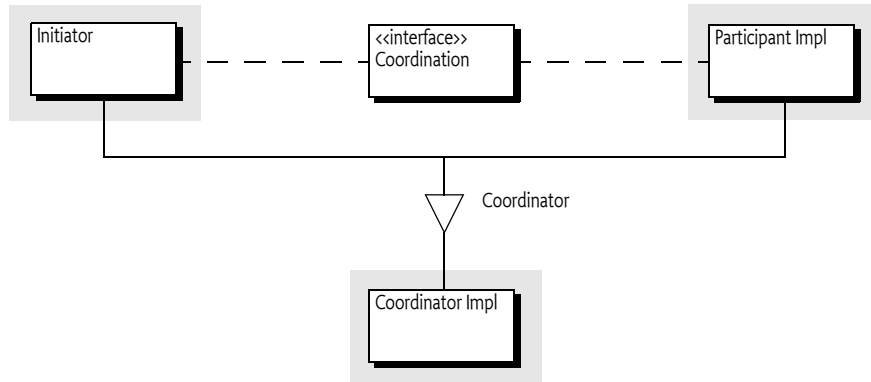 Initiator
<<interface>>
Coordination
Participant Impl
Coordinator
Coordinator Impl